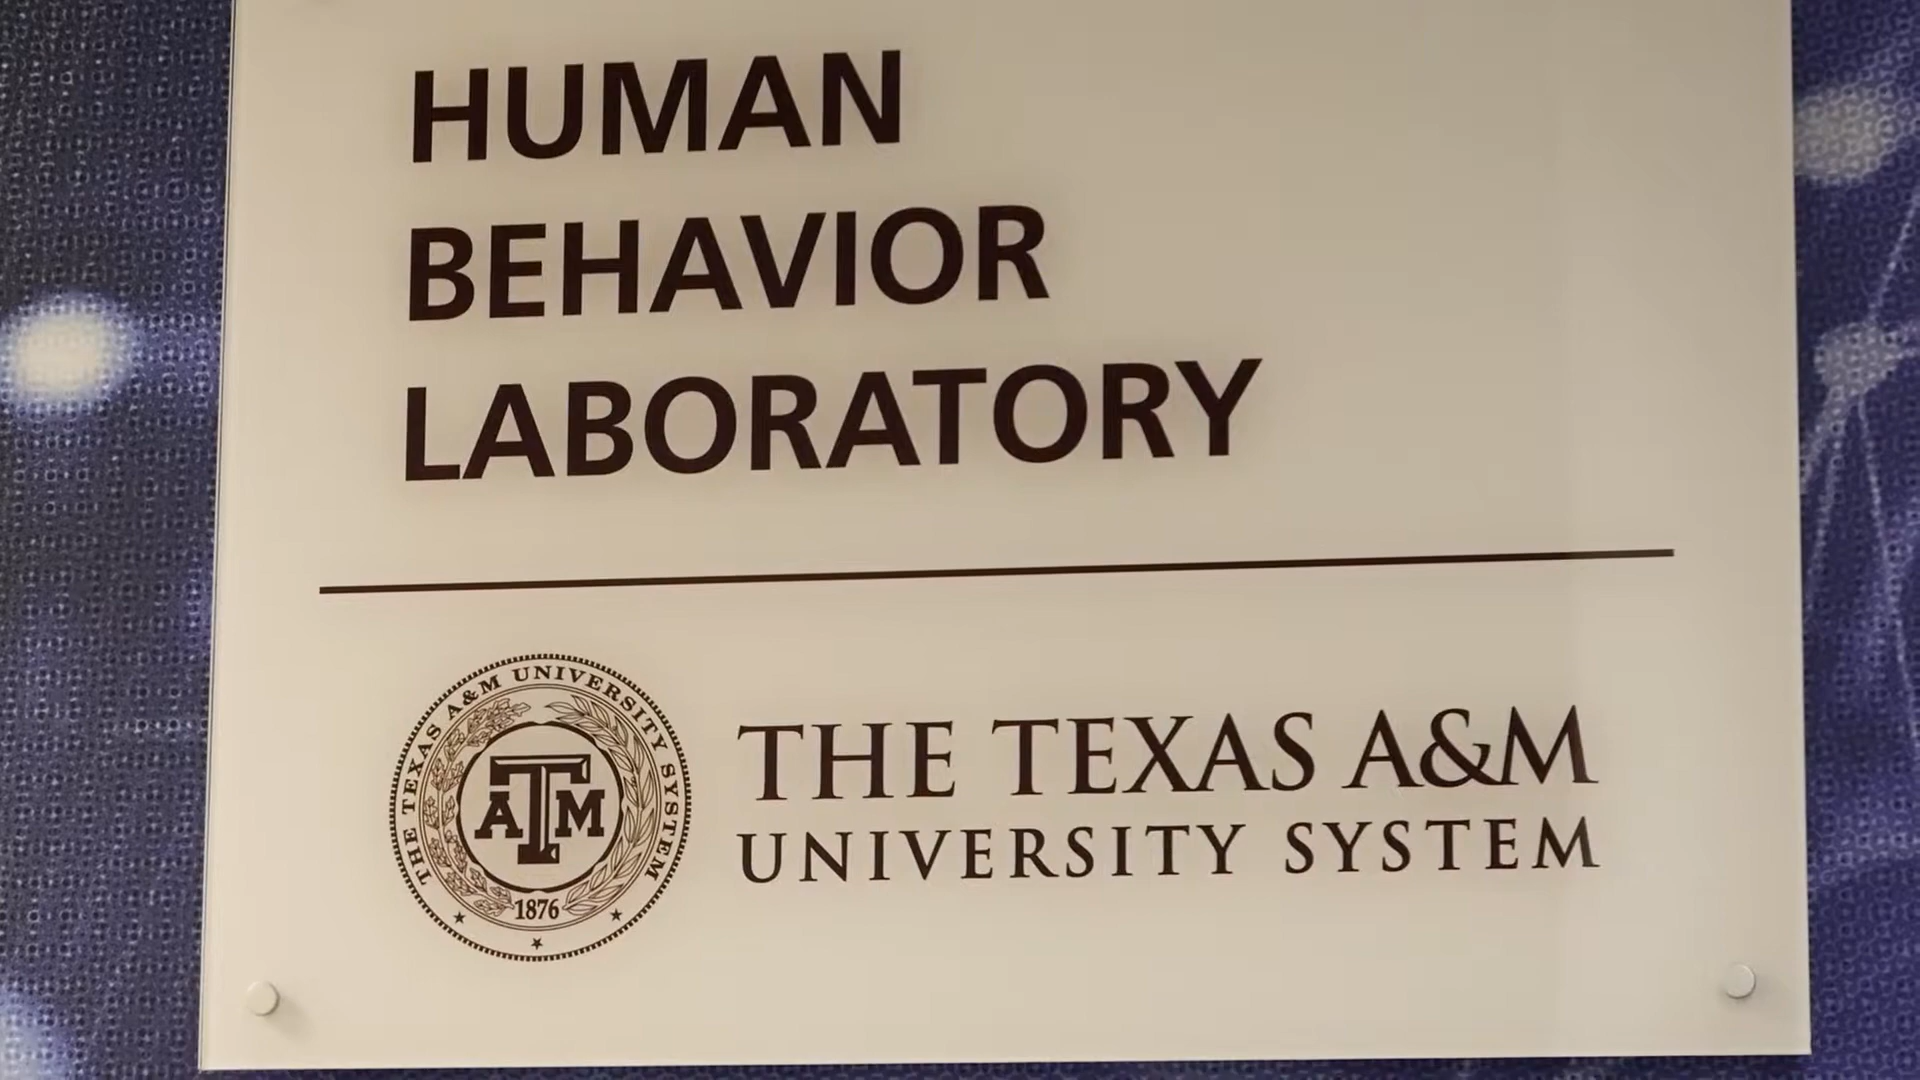 HUMAN
BEHAVIOR
LABORATORY
THE TEXAS A&M UNIVERSITY SYSTEM
ATM
1876
THE TEXAS A&M
UNIVERSITY SYSTEM